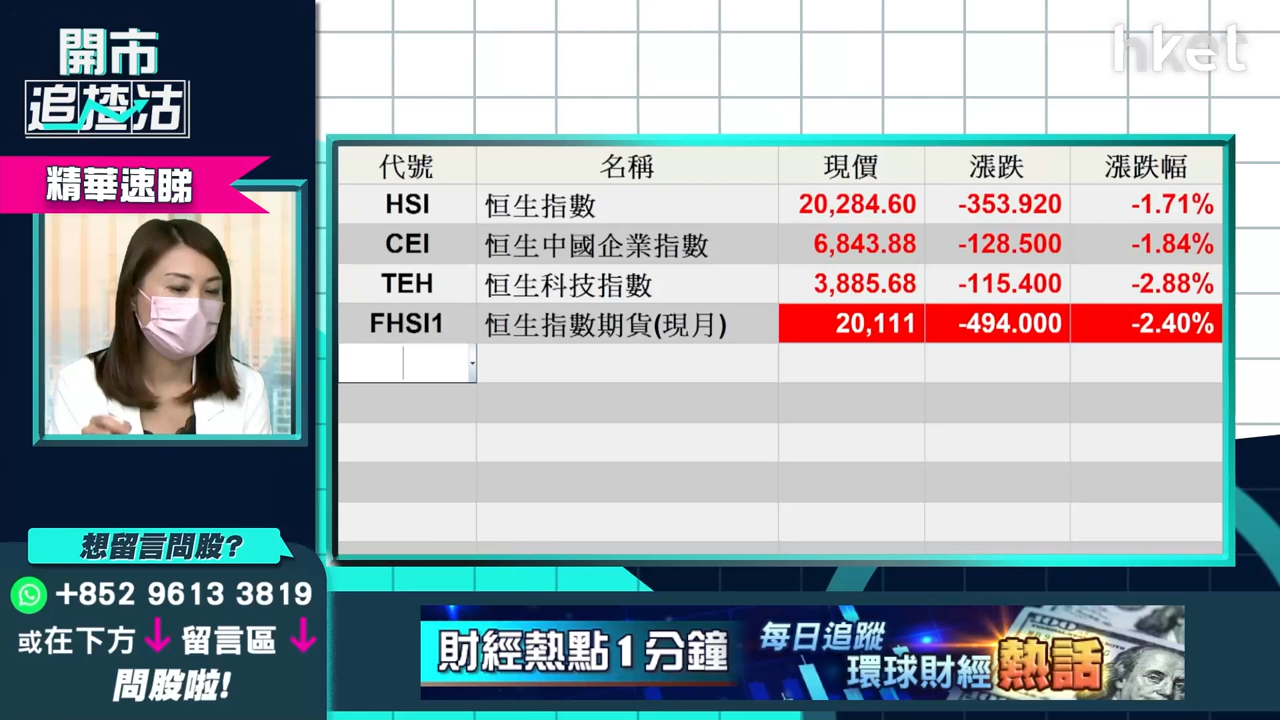 開市
追揸沽
hket
精華速睇
代號 名稱 現價 漲跌 漲跌幅
HSI 恒生指數 20,284.60 -353.920 -1.71%
CEI 恒生中國企業指數 6,843.88 -128.500 -1.84%
TEH 恒生科技指數 3,885.68 -115.400 -2.88%
FHSI1 恒生指數期貨(現月) 20,111 -494.000 -2.40%
想留言問股?
+852 9613 3819
或在下方 留言區
問股啦!
財經熱點1分鐘
每日追蹤
環球財經熱話